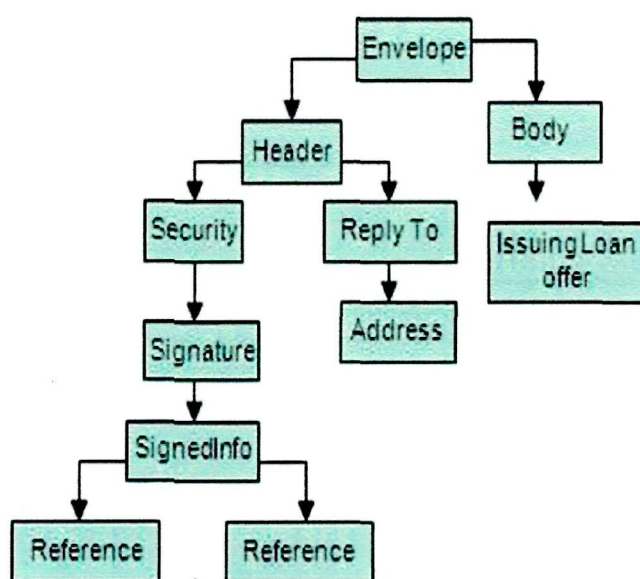 Envelope
Header
Body
Security
Reply To
IssuingLoan
offer
Signature
Address
SignedInfo
Reference
Reference